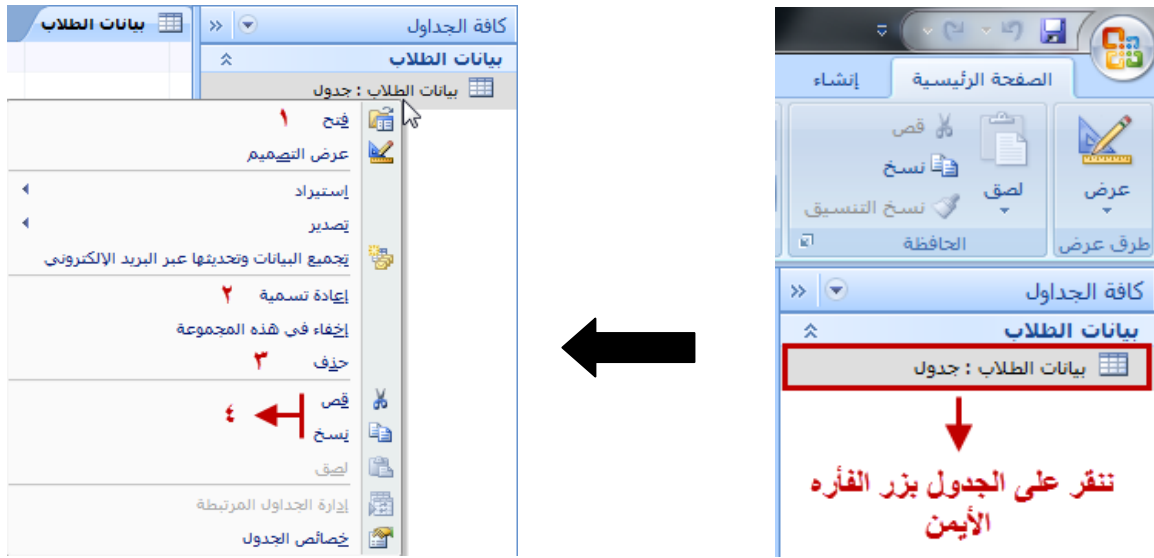 الصفحة الرئيسية
إنشاء
عرض
لصق
قص
نسخ
نسخ التنسيق
طرق عرض
الحافظة
كافة الجداول
بيانات الطلاب
بيانات الطلاب : جدول
ننقر على الجدول بزر الفأره
الأيمن
بيانات الطلاب
كافة الجداول
بيانات الطلاب
بيانات الطلاب : جدول
فتح ١
عرض التصميم
إستيراد
تصدير
تجميع البيانات وتحديثها عبر البريد الإلكتروني
إعادة تسمية ٢
إخفاء في هذه المجموعة
حذف ٣
قص
٤
نسخ
لصق
إدارة الجداول المرتبطة
خصائص الجدول